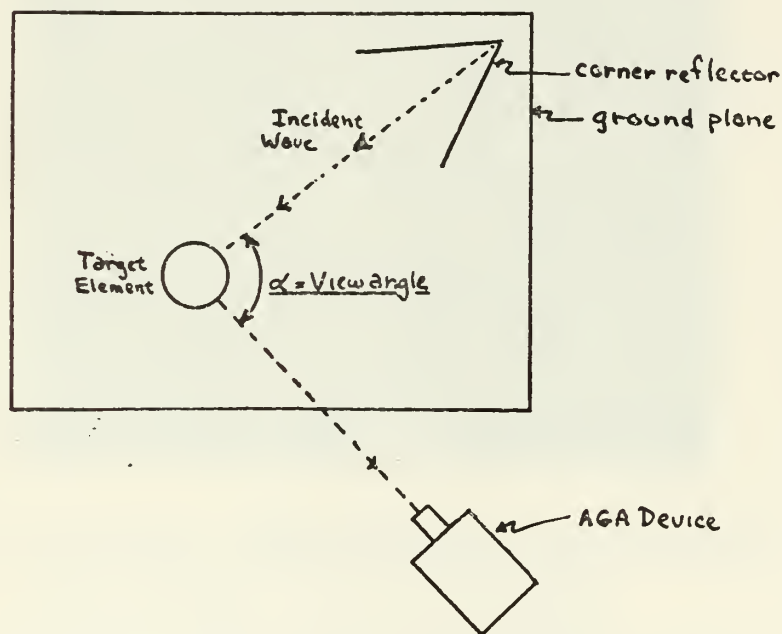 corner reflector
ground plane
Incident
Wave
Target
Element
α = View angle
AGA Device